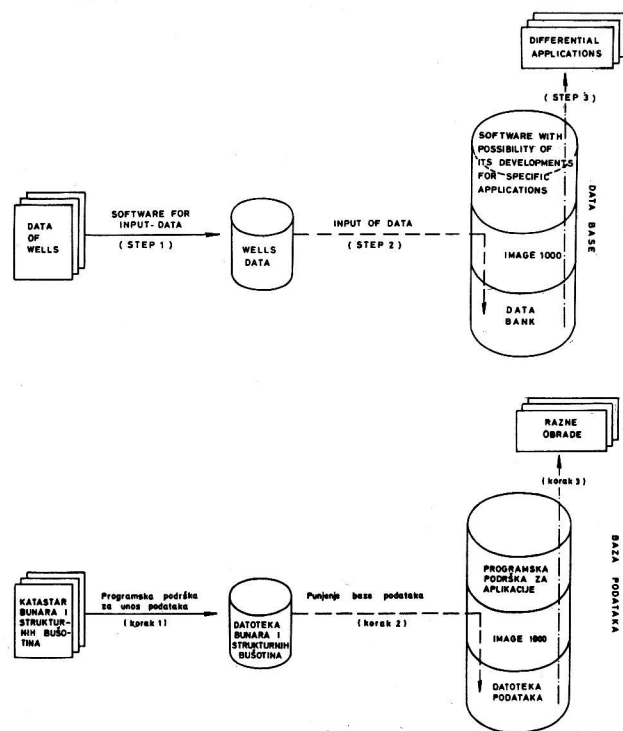 DIFFERENTIAL
APPLICATIONS
(STEP 3)
SOFTWARE WITH
POSSIBILITY OF
ITS DEVELOPMENTS
FOR SPECIFIC
APPLICATIONS
DATA BASE
DATA
OF
WELLS
SOFTWARE FOR
INPUT-DATA
(STEP 1)
WELLS
DATA
INPUT OF DATA
(STEP 2)
IMAGE 1000
DATA
BANK
RAZNE
OBRADE
(korak 3)
BAZA PODATAKA
PROGRAMSKA
PODRŠKA ZA
APLIKACIJE
KATASTAR
BUNARA I
STRUKTUR-
NIH BUŠO-
TINA
Programska podrška
za unos podataka
(korak 1)
DATOTEKA
BUNARA I
STRUKTURNIH
BUŠOTINA
Punjenje baze podataka
(korak 2)
IMAGE 1000
DATOTEKA
PODATAKA